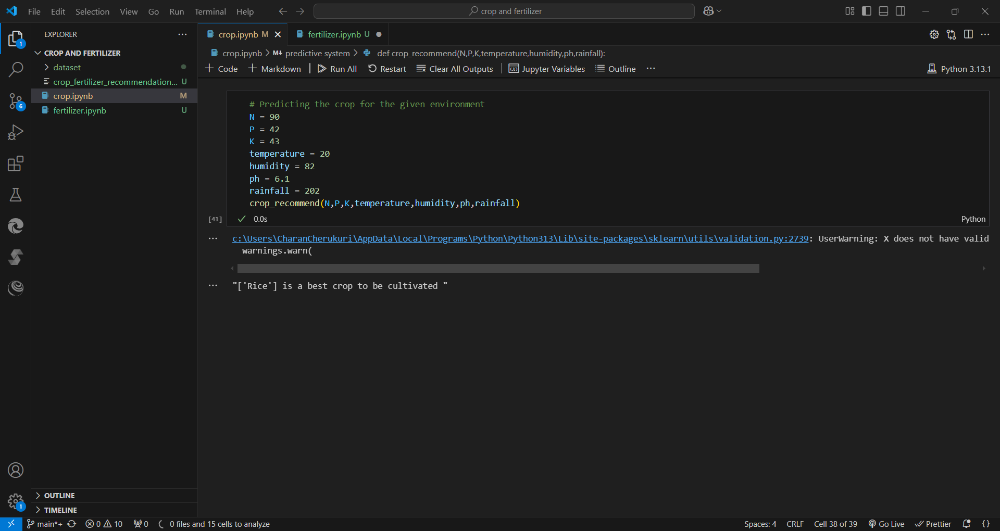 File Edit Selection View Go Run Terminal Help
crop and fertilizer
EXPLORER
CROP AND FERTILIZER
dataset
crop_fertilizer_recommendation... U
crop.ipynb M
fertilizer.ipynb U
OUTLINE
TIMELINE
1
6
1
crop.ipynb M
fertilizer.ipynb U
crop.ipynb > M↓ predictive system > def crop_recommend(N,P,K,temperature,humidity,ph,rainfall):
+ Code + Markdown Run All Restart Clear All Outputs Jupyter Variables Outline ...
Python 3.13.1
# Predicting the crop for the given environment
N = 90
P = 42
K = 43
temperature = 20
humidity = 82
ph = 6.1
rainfall = 202
crop_recommend(N,P,K,temperature,humidity,ph,rainfall)
[41] 0.0s Python
c:\Users\CharanCherukuri\AppData\Local\Programs\Python\Python313\Lib\site-packages\sklearn\utils\validation.py:2739: UserWarning: X does not have valid
warnings.warn(
"['Rice'] is a best crop to be cultivated "
main*+ 0 10 0 0 files and 15 cells to analyze
Spaces: 4 CRLF Cell 38 of 39 Go Live Prettier {}